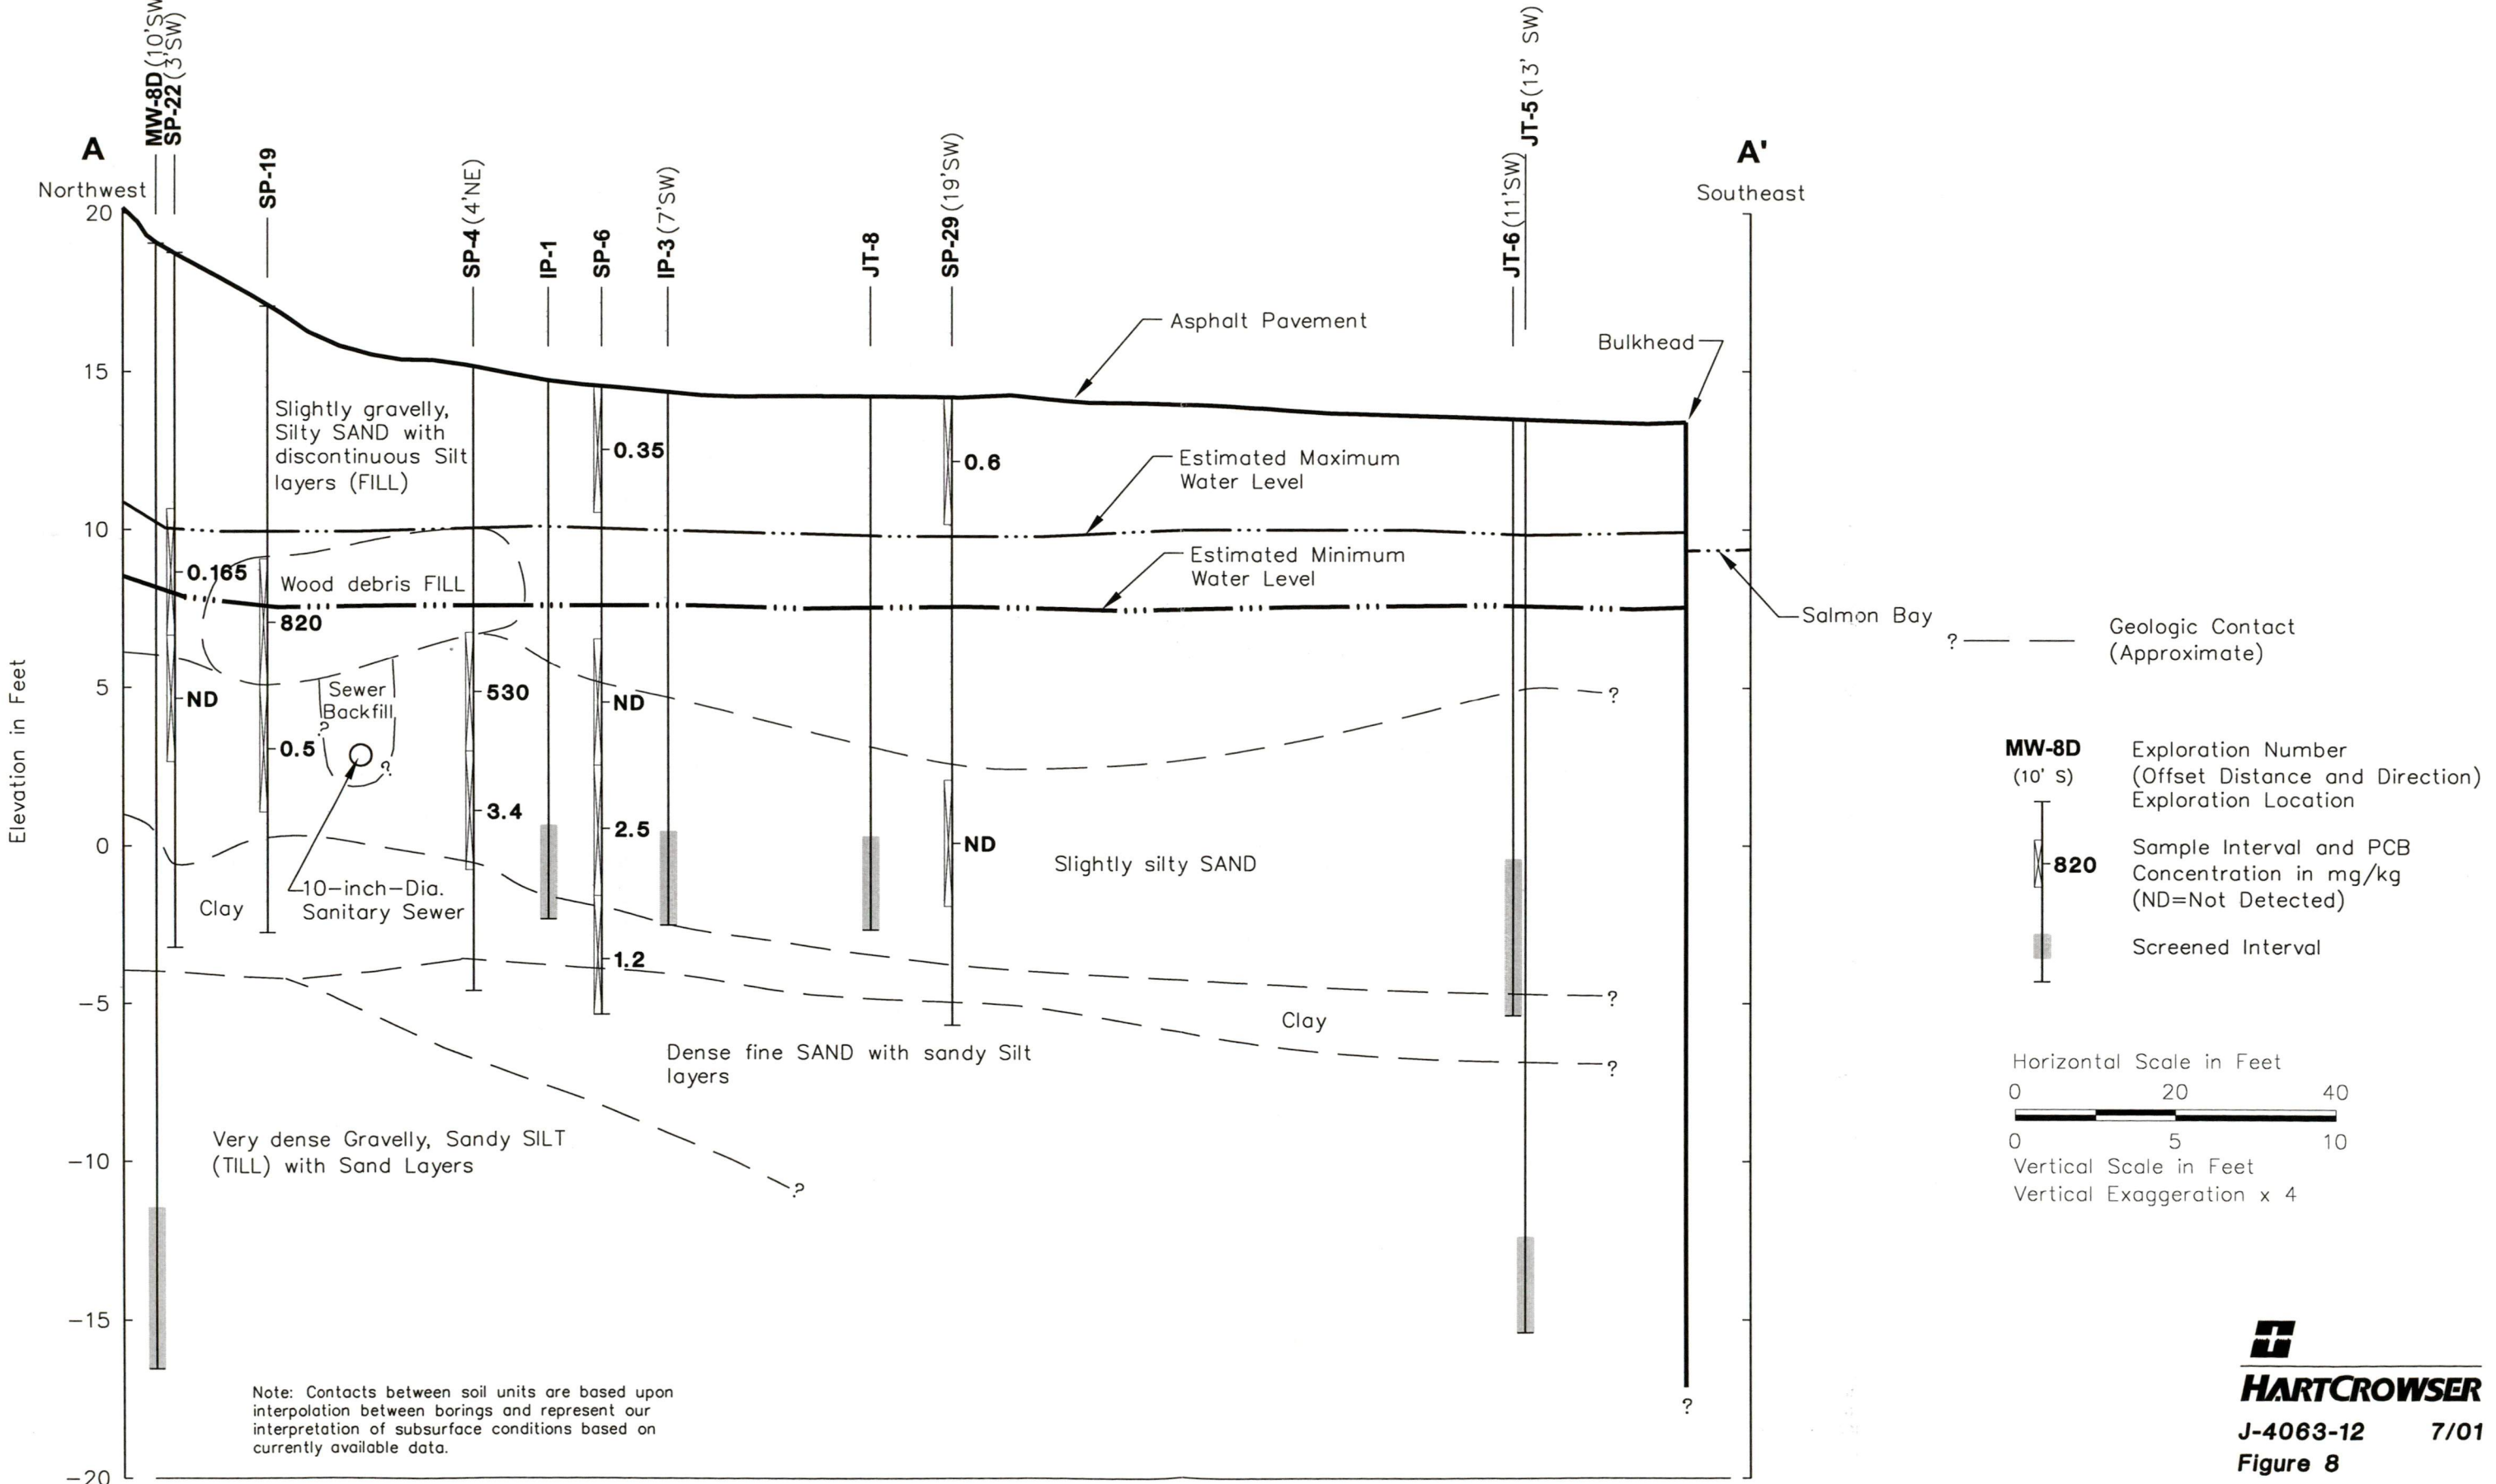 MW-8D (10'SW
SP-22 (3'SW)
SP-19
SP-4 (4'NE)
IP-1
SP-6
IP-3 (7'SW)
JT-8
SP-29 (19'SW)
JT-6 (11'SW)
JT-5 (13' SW)
A
Northwest
A'
Southeast
Elevation in Feet
20
15
10
5
0
-5
-10
-15
-20
Asphalt Pavement
Bulkhead
Slightly gravelly,
Silty SAND with
discontinuous Silt
layers (FILL)
0.35
0.6
Estimated Maximum
Water Level
Estimated Minimum
Water Level
0.165
Wood debris FILL
820
Salmon Bay
ND
Sewer
Backfill
?
?
0.5
530
3.4
ND
2.5
1.2
ND
?
Slightly silty SAND
10-inch-Dia.
Sanitary Sewer
Clay
?
Clay
?
Dense fine SAND with sandy Silt
layers
Very dense Gravelly, Sandy SILT
(TILL) with Sand Layers
?
?
Note: Contacts between soil units are based upon
interpolation between borings and represent our
interpretation of subsurface conditions based on
currently available data.
?
Geologic Contact
(Approximate)
MW-8D
(10' S)
Exploration Number
(Offset Distance and Direction)
Exploration Location
820
Sample Interval and PCB
Concentration in mg/kg
(ND=Not Detected)
Screened Interval
Horizontal Scale in Feet
0 20 40
0 5 10
Vertical Scale in Feet
Vertical Exaggeration x 4
HARTCROWSER
J-4063-12 7/01
Figure 8